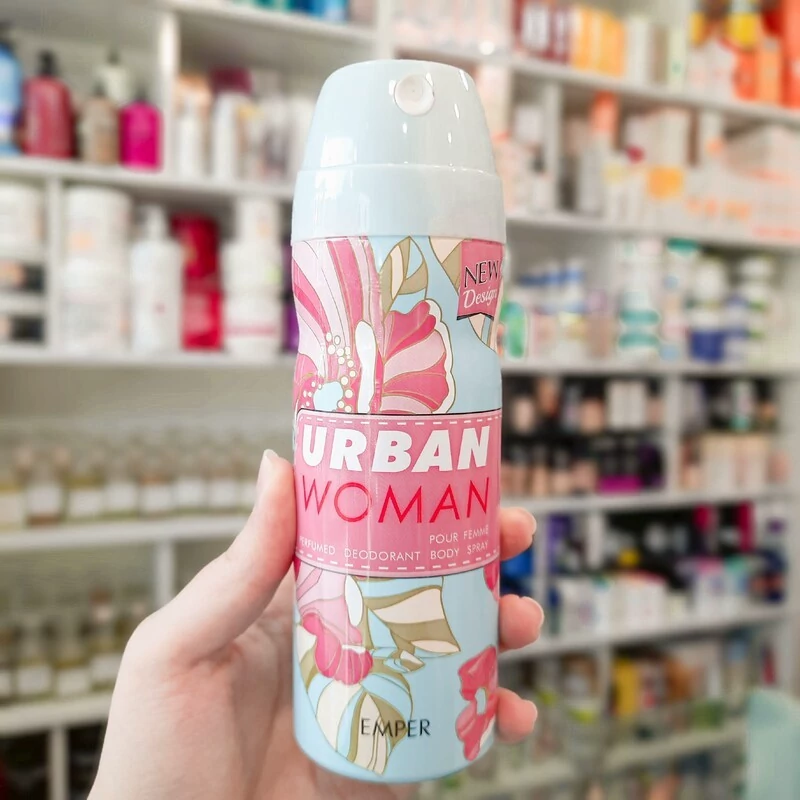 NEW
Design
URBAN
WOMAN
POUR FEMME
PERFUMED DEODORANT BODY SPRAY
EMPER